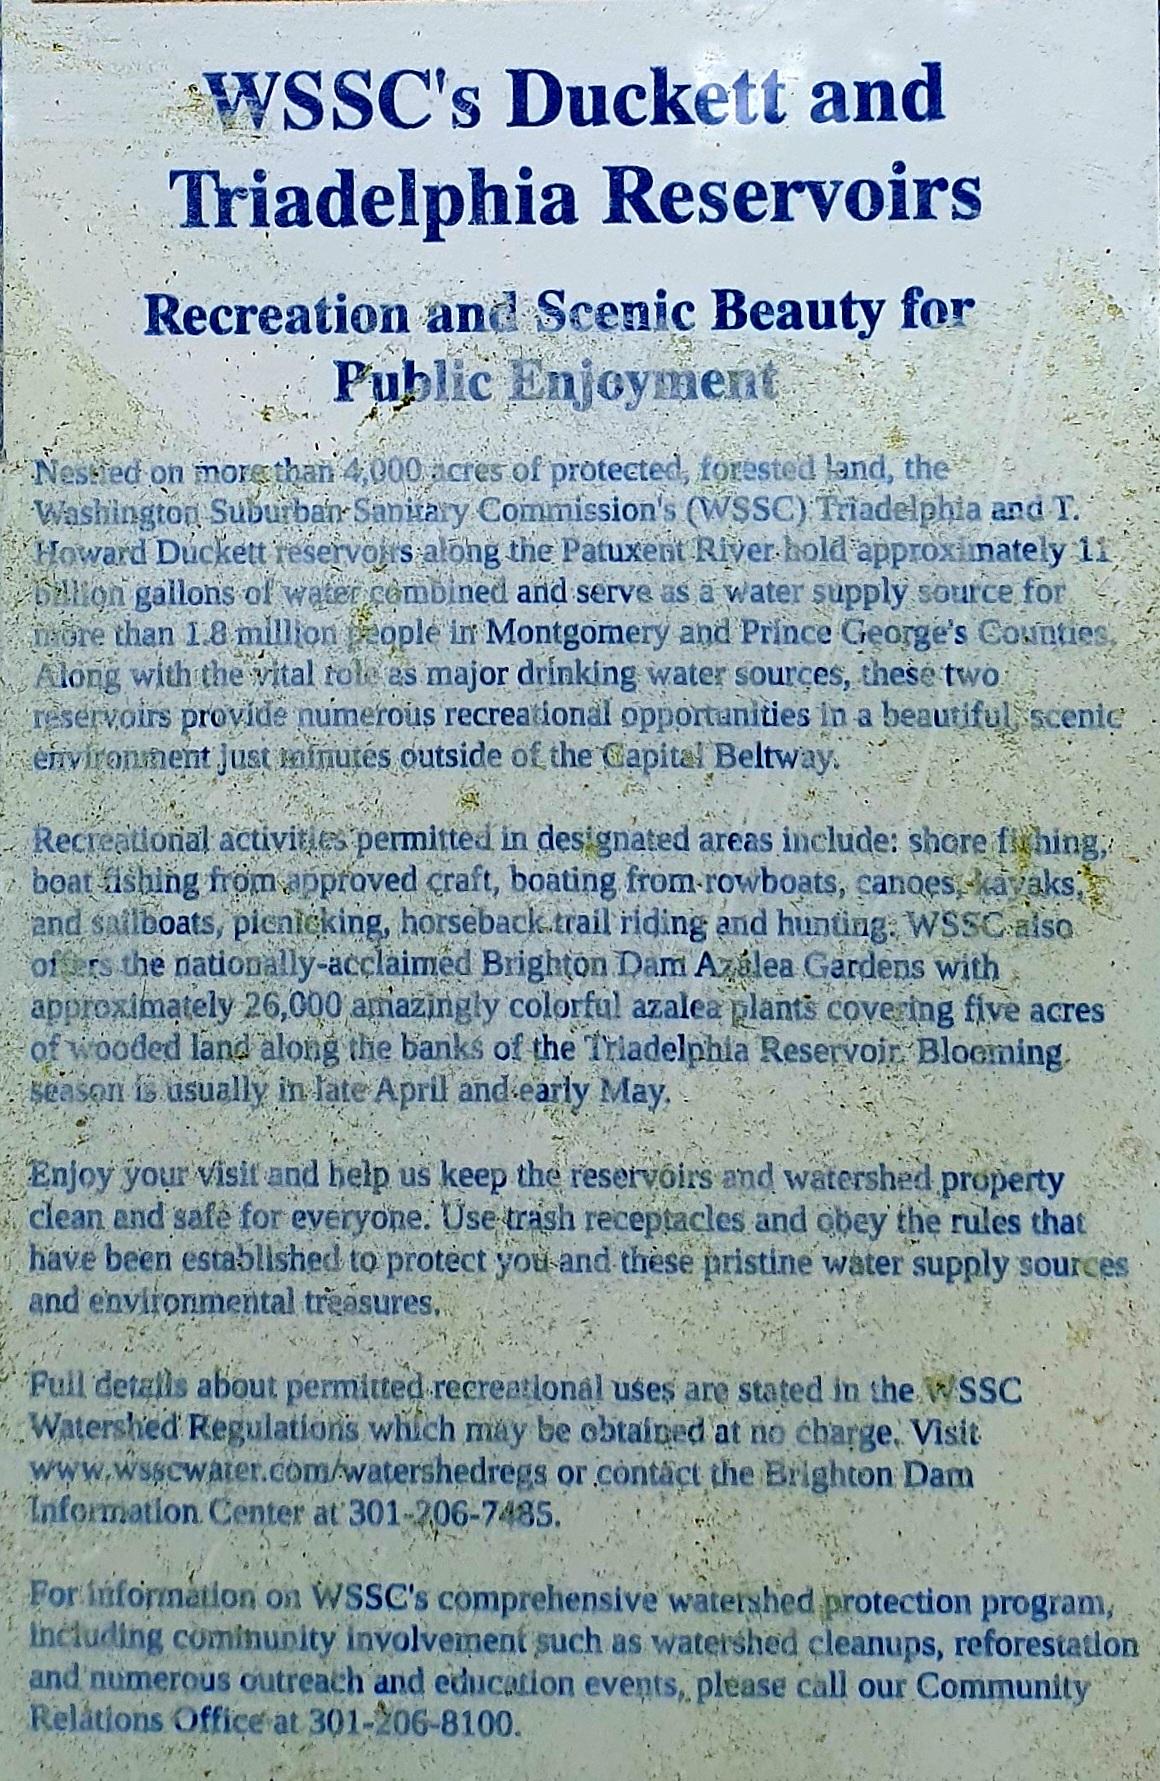 WSSC's Duckett and
Triadelphia Reservoirs
Recreation and Scenic Beauty for
Public Enjoyment
Nestled on more than 4,000 acres of protected, forested land, the
Washington Suburban Sanitary Commission's (WSSC) Triadelphia and T.
Howard Duckett reservoirs along the Patuxent River hold approximately 11
billion gallons of water combined and serve as a water supply source for
more than 1.8 million people in Montgomery and Prince George's Counties.
Along with the vital role as major drinking water sources, these two
reservoirs provide numerous recreational opportunities in a beautiful, scenic
environment just minutes outside of the Capital Beltway.
Recreational activities permitted in designated areas include: shore fishing,
boat fishing from approved craft, boating from rowboats, canoes, kayaks,
and sailboats, picnicking, horseback trail riding and hunting. WSSC also
offers the nationally-acclaimed Brighton Dam Azalea Gardens with
approximately 26,000 amazingly colorful azalea plants covering five acres
of wooded land along the banks of the Triadelphia Reservoir. Blooming
season is usually in late April and early May.
Enjoy your visit and help us keep the reservoirs and watershed property
clean and safe for everyone. Use trash receptacles and obey the rules that
have been established to protect you and these pristine water supply sources
and environmental treasures.
Full details about permitted recreational uses are stated in the WSSC
Watershed Regulations which may be obtained at no charge. Visit
www.wsscwater.com/watershedregs or contact the Brighton Dam
Information Center at 301-206-7485.
For information on WSSC's comprehensive watershed protection program,
including community involvement such as watershed cleanups, reforestation
and numerous outreach and education events, please call our Community
Relations Office at 301-206-8100.